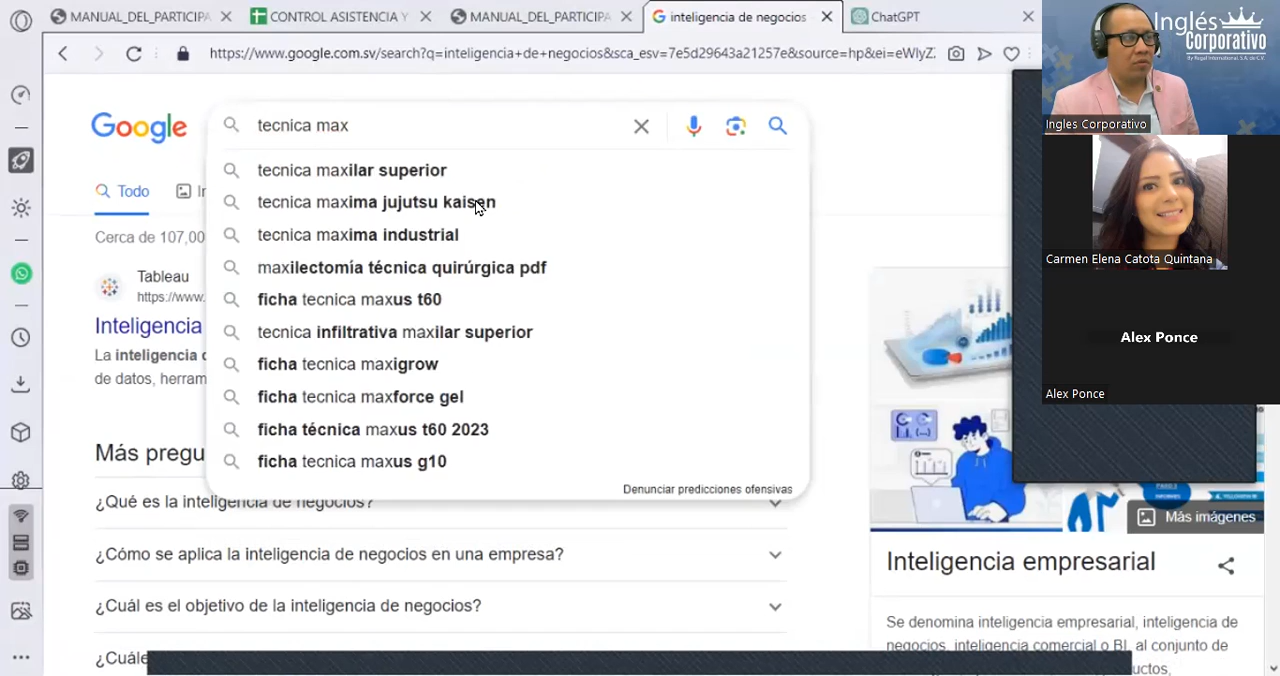 MANUAL_DEL_PARTICIPA
CONTROL ASISTENCIA Y
MANUAL_DEL_PARTICIPA
inteligencia de negocios
ChatGPT
https://www.google.com.sv/search?q=inteligencia+de+negocios&sca_esv=7e5d29643a21257e&source=hp&ei=eWlyZ.
Google
tecnica max
tecnica maxilar superior
tecnica maxima jujutsu kaisen
tecnica maxima industrial
maxilectomía técnica quirúrgica pdf
ficha tecnica maxus t60
tecnica infiltrativa maxilar superior
ficha tecnica maxigrow
ficha tecnica maxforce gel
ficha técnica maxus t60 2023
ficha tecnica maxus g10
Denunciar predicciones ofensivas
Todo
Cerca de 107,00
Tableau
https://www.
Inteligencia
La inteligencia
de datos, herram
Más pregu
¿Qué es la inteligencia de negocios?
¿Cómo se aplica la inteligencia de negocios en una empresa?
¿Cuál es el objetivo de la inteligencia de negocios?
¿Cuále
Más imágenes
Inteligencia empresarial
Se denomina inteligencia empresarial, inteligencia de
negocios, inteligencia comercial o BI, al conjunto de
ductos,
Inglés
Corporativo
By Regal International, S.A. de C.V.
Ingles Corporativo
Carmen Elena Catota Quintana
Alex Ponce
Alex Ponce